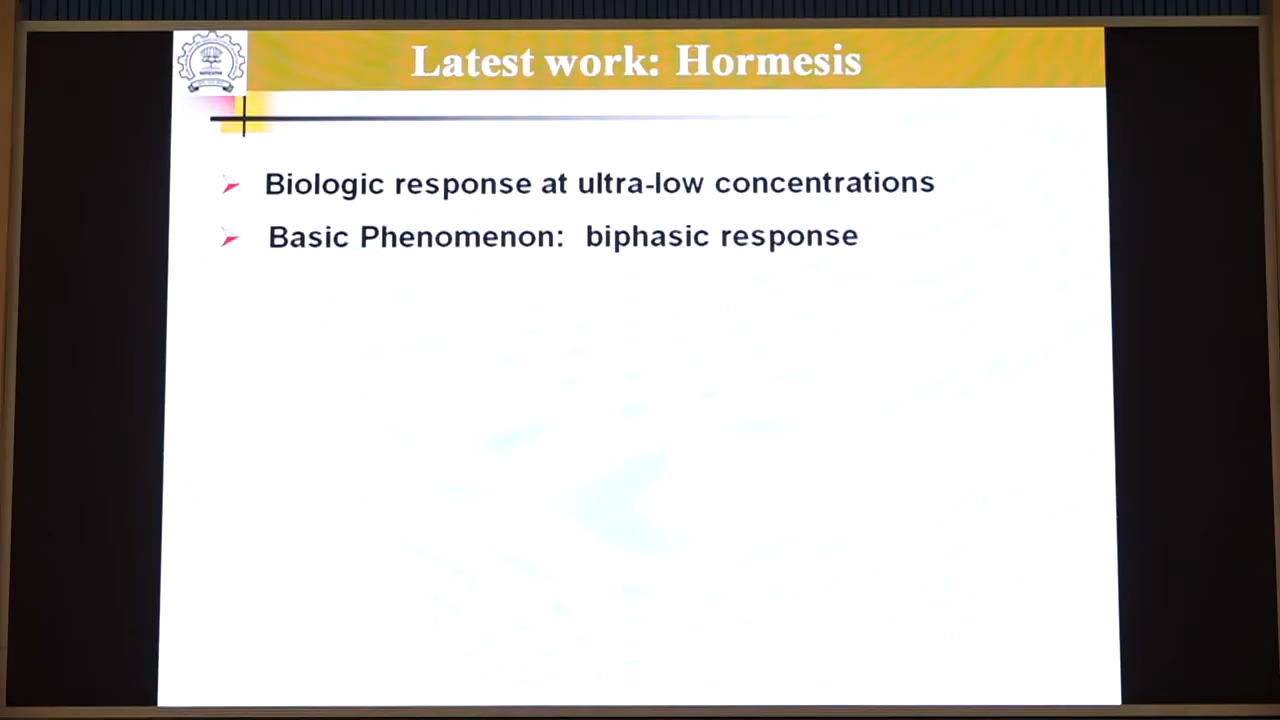 Latest work: Hormesis
Biologic response at ultra-low concentrations
Basic Phenomenon: biphasic response